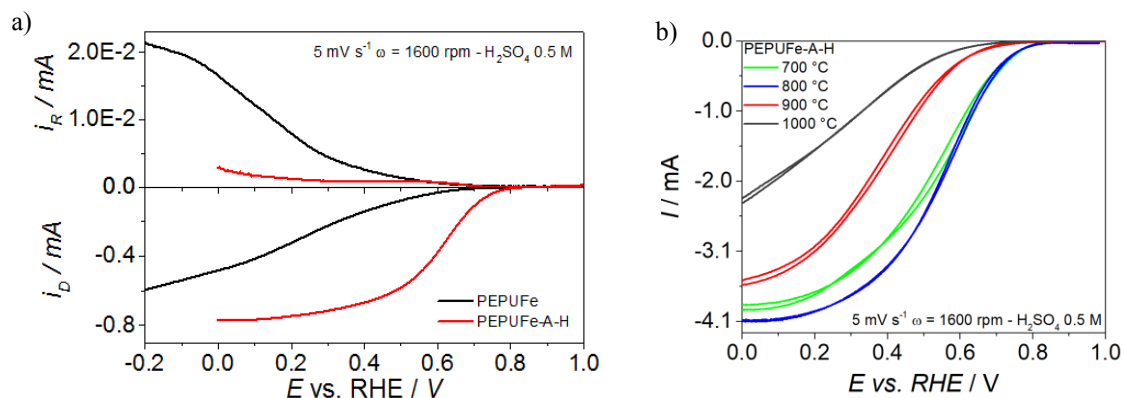 a)
5 mV s⁻¹ ω = 1600 rpm - H₂SO₄ 0.5 M
i_R / mA
2.0E-2
1.0E-2
0.0
i_D / mA
-0.4
-0.8
PEPUFe
PEPUFe-A-H
-0.2 0.0 0.2 0.4 0.6 0.8 1.0
E vs. RHE / V
b)
PEPUFe-A-H
700 °C
800 °C
900 °C
1000 °C
I / mA
0.0
-1.0
-2.0
-3.1
-4.1
5 mV s⁻¹ ω = 1600 rpm - H₂SO₄ 0.5 M
0.0 0.2 0.4 0.6 0.8 1.0
E vs. RHE / V